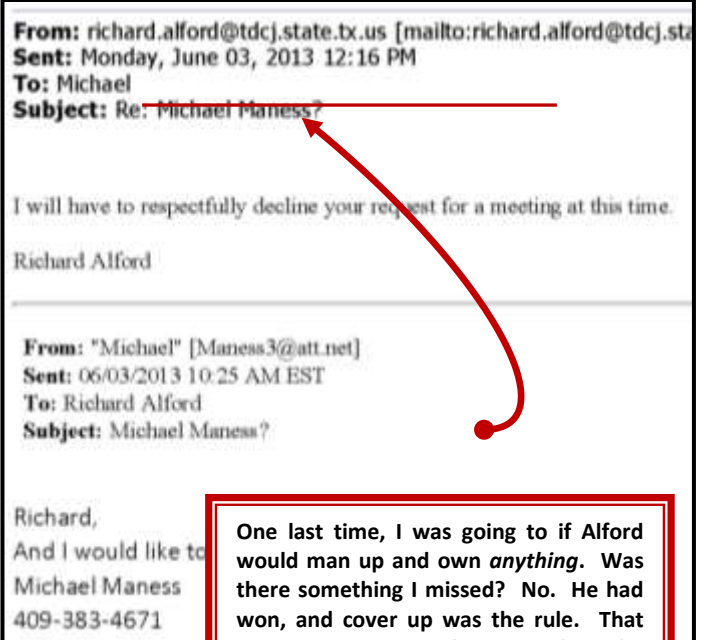 From: richard.alford@tdcj.state.tx.us [mailto:richard.alford@tdcj.sta
Sent: Monday, June 03, 2013 12:16 PM
To: Michael
Subject: Re: Michael Maness?
I will have to respectfully decline your request for a meeting at this time.
Richard Alford
From: "Michael" [Maness3@att.net]
Sent: 06/03/2013 10:25 AM EST
To: Richard Alford
Subject: Michael Maness?
Richard,
And I would like to
Michael Maness
409-383-4671
One last time, I was going to if Alford
would man up and own anything. Was
there something I missed? No. He had
won, and cover up was the rule. That